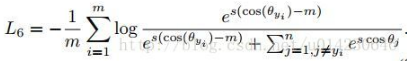 L_6 = -\frac{1}{m} \sum_{i=1}^{m} \log \frac{e^{s(\cos(\theta_{y_i})-m)}}{e^{s(\cos(\theta_{y_i})-m)} + \sum_{j=1, j \neq y_i}^{n} e^{s \cos \theta_j}}.